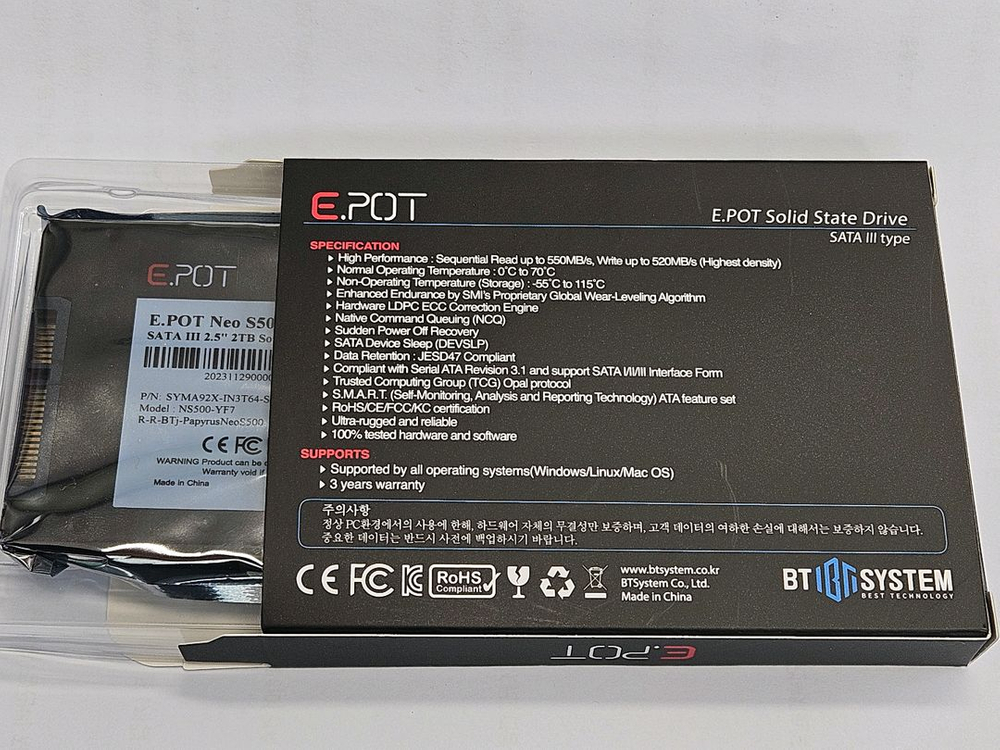 E.POT
E.POT Neo S50
SATA III 2.5" 2TB So
20231129000
P/N: SYMA92X-IN3T64-S
Model : NS500-YF7
R-R-BTj-PapyrusNeoS500
CE FC
WARNING Product can be
Warranty void if
Made in China
E.POT
E.POT Solid State Drive
SATA III type
SPECIFICATION
High Performance : Sequential Read up to 550MB/s, Write up to 520MB/s (Highest density)
Normal Operating Temperature : 0˚C to 70˚C
Non-Operating Temperature (Storage) : -55˚C to 115˚C
Enhanced Endurance by SMI's Proprietary Global Wear-Leveling Algorithm
Hardware LDPC ECC Correction Engine
Native Command Queuing (NCQ)
Sudden Power Off Recovery
SATA Device Sleep (DEVSLP)
Data Retention : JESD47 Compliant
Compliant with Serial ATA Revision 3.1 and support SATA I/II/III Interface Form
Trusted Computing Group (TCG) Opal protocol
S.M.A.R.T. (Self-Monitoring, Analysis and Reporting Technology) ATA feature set
RoHS/CE/FCC/KC certification
Ultra-rugged and reliable
100% tested hardware and software
SUPPORTS
Supported by all operating systems(Windows/Linux/Mac OS)
3 years warranty
주의사항
정상 PC환경에서의 사용에 한해, 하드웨어 자체의 무결성만 보증하며, 고객 데이터의 여하한 손실에 대해서는 보증하지 않습니다.
중요한 데이터는 반드시 사전에 백업하시기 바랍니다.
CE FC KC RoHS Compliant
www.btsystem.co.kr
BTSystem Co., Ltd.
Made in China
BT BT SYSTEM
BEST TECHNOLOGY
E.POT